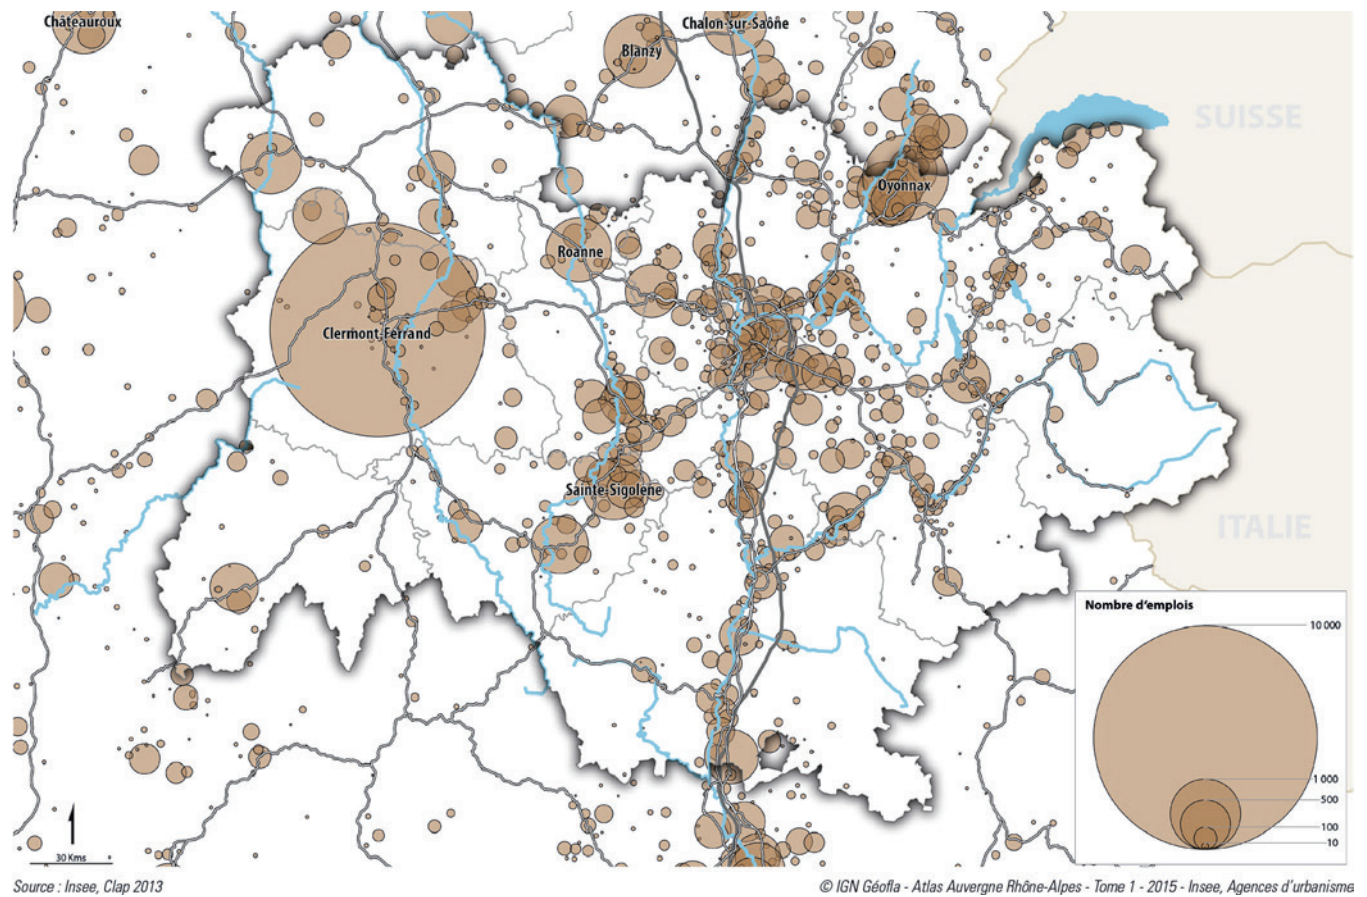 Châteauroux
Chalon-sur-Saône
Blanzy
SUISSE
Oyonnax
Roanne
Clermont-Ferrand
Sainte-Sigolène
ITALIE
Nombre d'emplois
10 000
1 000
500
100
10
30 Kms
Source : Insee, Clap 2013
© IGN Géofla - Atlas Auvergne Rhône-Alpes - Tome 1 - 2015 - Insee, Agences d'urbanisme